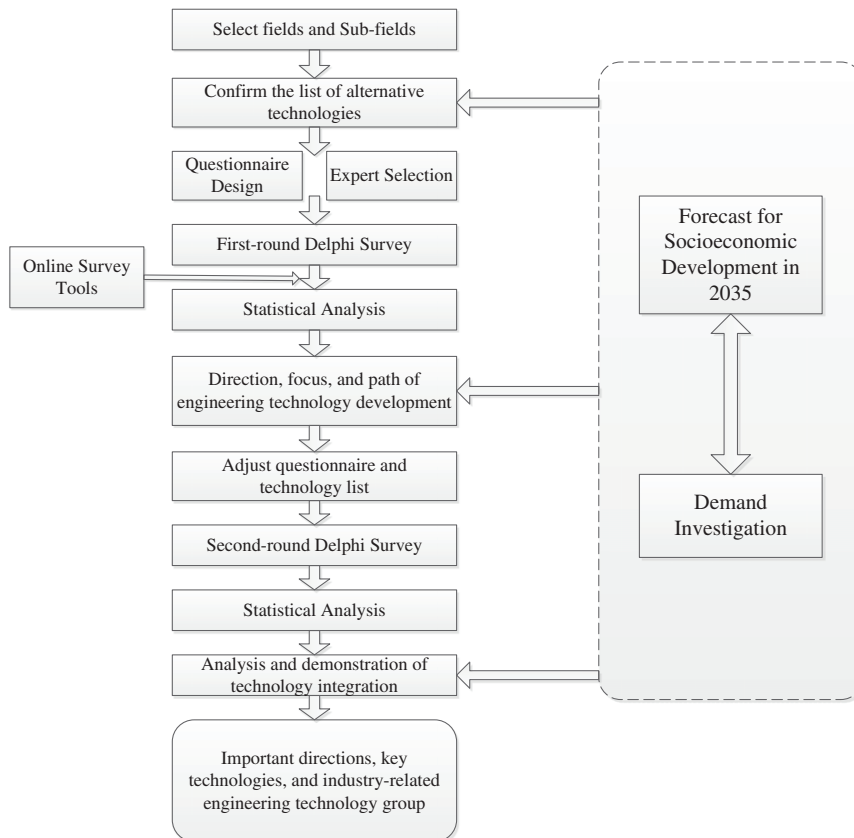 Select fields and Sub-fields
Confirm the list of alternative
technologies
Questionnaire
Design
Expert Selection
First-round Delphi Survey
Online Survey
Tools
Statistical Analysis
Direction, focus, and path of
engineering technology development
Adjust questionnaire and
technology list
Second-round Delphi Survey
Statistical Analysis
Analysis and demonstration of
technology integration
Important directions, key
technologies, and industry-related
engineering technology group
Forecast for
Socioeconomic
Development in
2035
Demand
Investigation